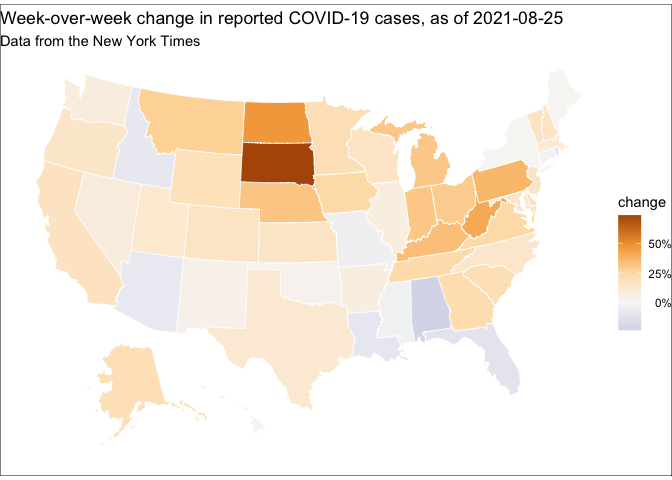 Week-over-week change in reported COVID-19 cases, as of 2021-08-25
Data from the New York Times
change
50%
25%
0%